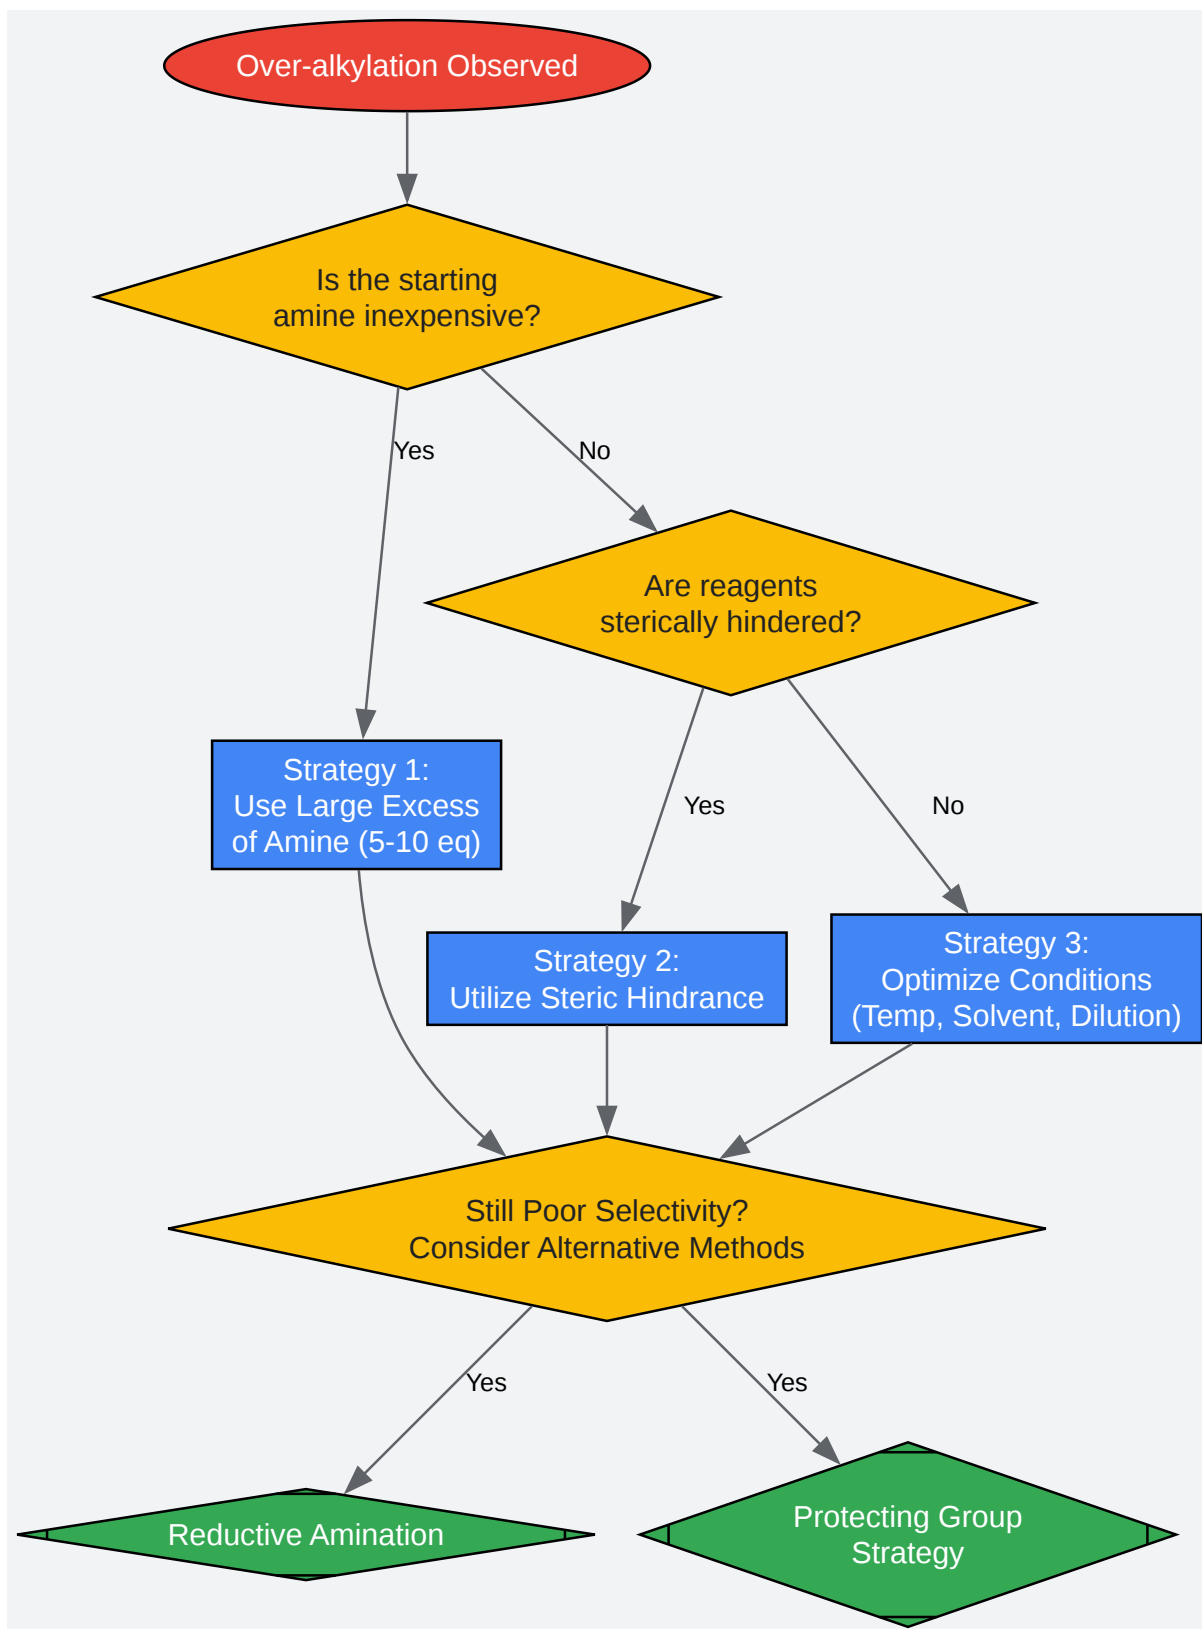 Over-alkylation Observed
Is the starting
amine inexpensive?
Yes
No
Are reagents
sterically hindered?
Strategy 1:
Use Large Excess
of Amine (5-10 eq)
Yes
No
Strategy 2:
Utilize Steric Hindrance
Strategy 3:
Optimize Conditions
(Temp, Solvent, Dilution)
Still Poor Selectivity?
Consider Alternative Methods
Yes
Yes
Reductive Amination
Protecting Group
Strategy